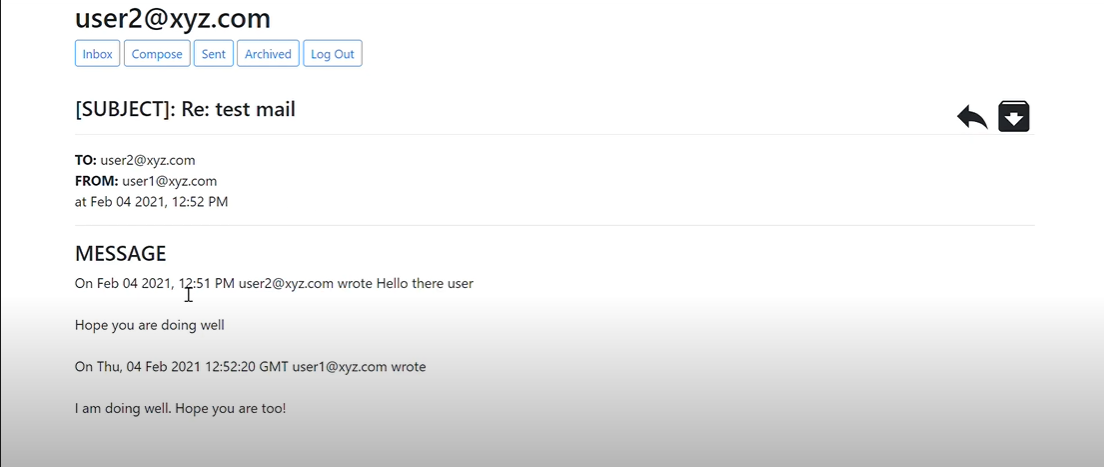 user2@xyz.com
Inbox Compose Sent Archived Log Out
[SUBJECT]: Re: test mail
TO: user2@xyz.com
FROM: user1@xyz.com
at Feb 04 2021, 12:52 PM
MESSAGE
On Feb 04 2021, 12:51 PM user2@xyz.com wrote Hello there user
Hope you are doing well
On Thu, 04 Feb 2021 12:52:20 GMT user1@xyz.com wrote
I am doing well. Hope you are too!